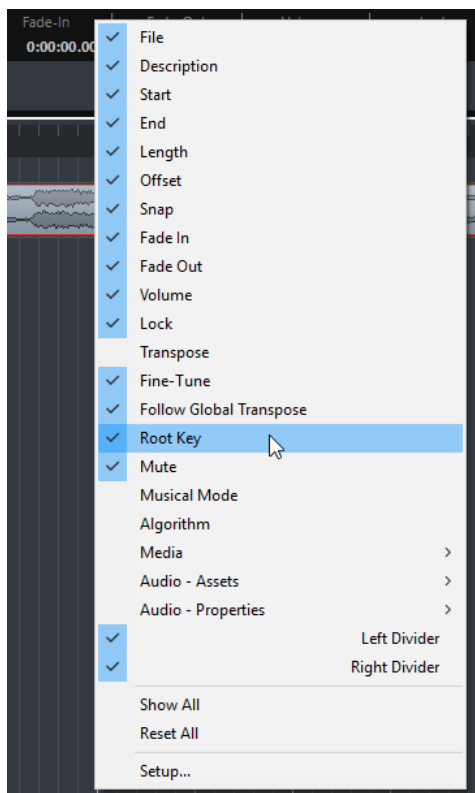 Fade-In
0:00:00.00
File
Description
Start
End
Length
Offset
Snap
Fade In
Fade Out
Volume
Lock
Transpose
Fine-Tune
Follow Global Transpose
Root Key
Mute
Musical Mode
Algorithm
Media
Audio - Assets
Audio - Properties
Left Divider
Right Divider
Show All
Reset All
Setup...